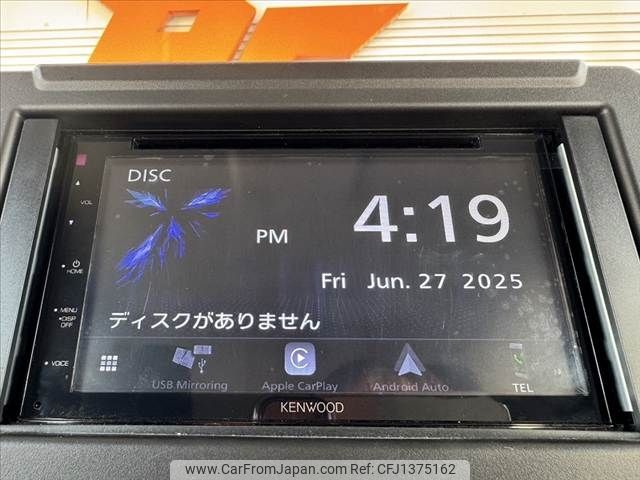 DISC
VOL
PM
4:19
HOME
Fri Jun. 27 2025
MENU
DISP
OFF
ディスクがありません
VOICE
USB Mirroring
Apple CarPlay
Android Auto
TEL
KENWOOD
www.CarFromJapan.com - CFJ1375162